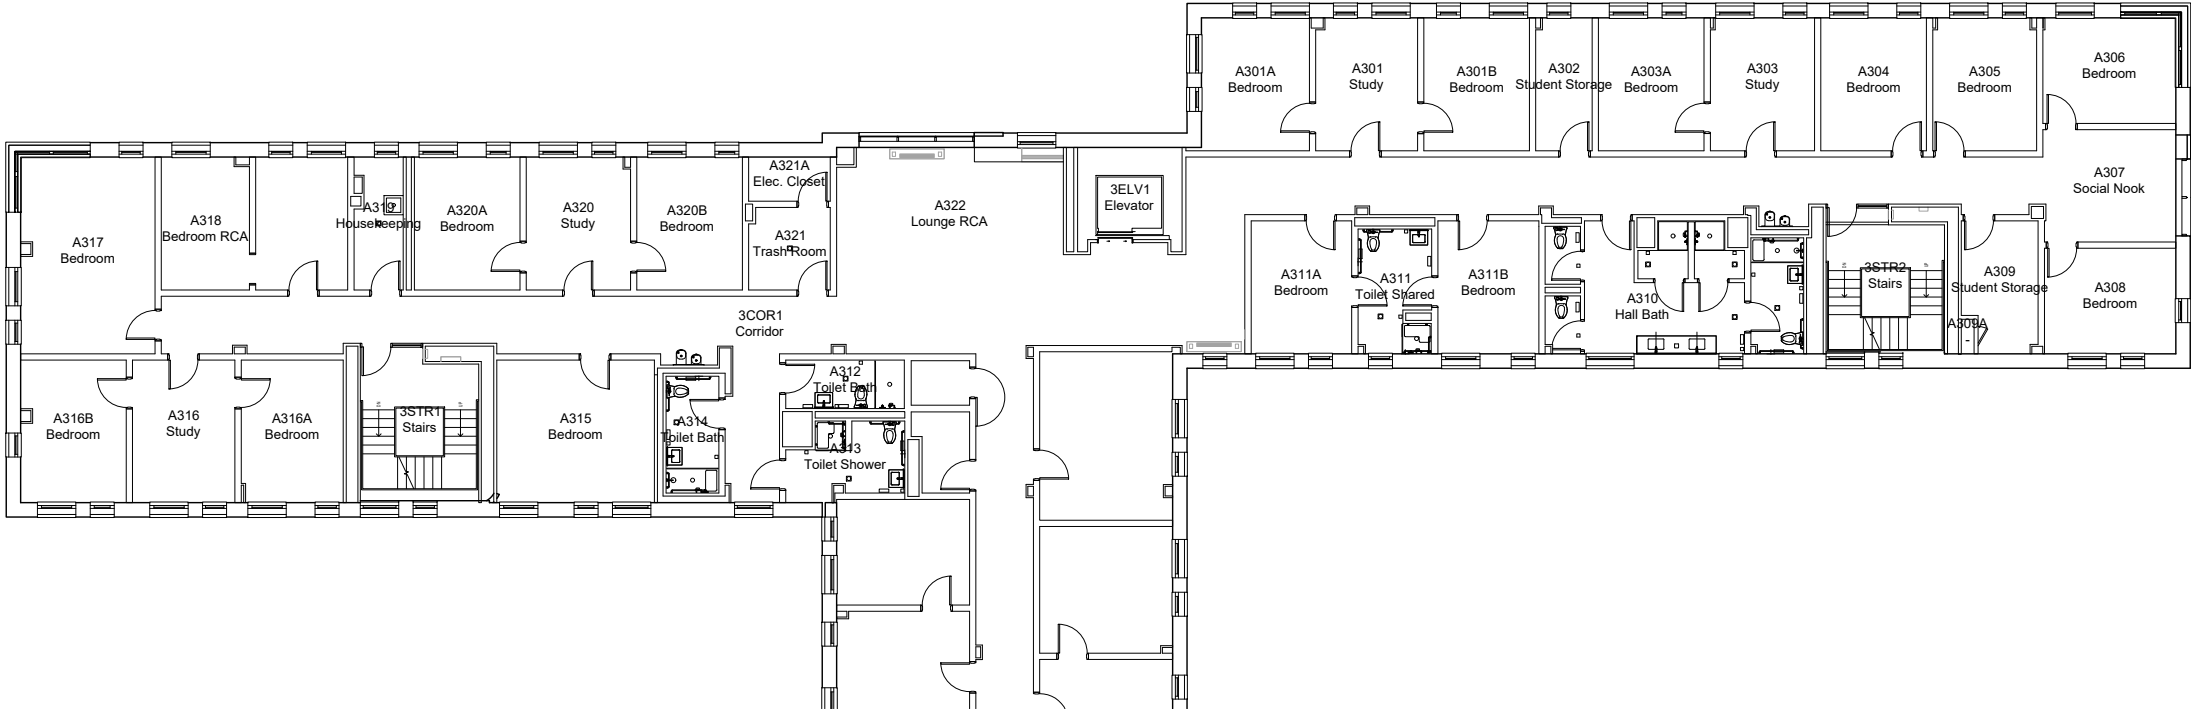 A301A
Bedroom
A301
Study
A301B
Bedroom
A302
Student Storage
A303A
Bedroom
A303
Study
A304
Bedroom
A305
Bedroom
A306
Bedroom
A307
Social Nook
A308
Bedroom
A309
Student Storage
A309A
3STR2
Stairs
A310
Hall Bath
A311B
Bedroom
A311
Toilet Shared
A311A
Bedroom
3ELV1
Elevator
A322
Lounge RCA
A321A
Elec. Closet
A321
Trash Room
A320B
Bedroom
A320
Study
A320A
Bedroom
A319
Housekeeping
A318
Bedroom RCA
A317
Bedroom
3COR1
Corridor
A316B
Bedroom
A316
Study
A316A
Bedroom
3STR1
Stairs
A315
Bedroom
A314
Toilet Bath
A312
Toilet Bath
A313
Toilet Shower